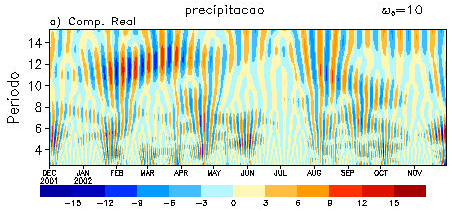 precipitacao ω₀=10
a) Comp. Real
Período
14
12
10
8
6
4
DEC JAN FEB MAR APR MAY JUN JUL AUG SEP OCT NOV
2001 2002
-15 -12 -9 -6 -3 0 3 6 9 12 15